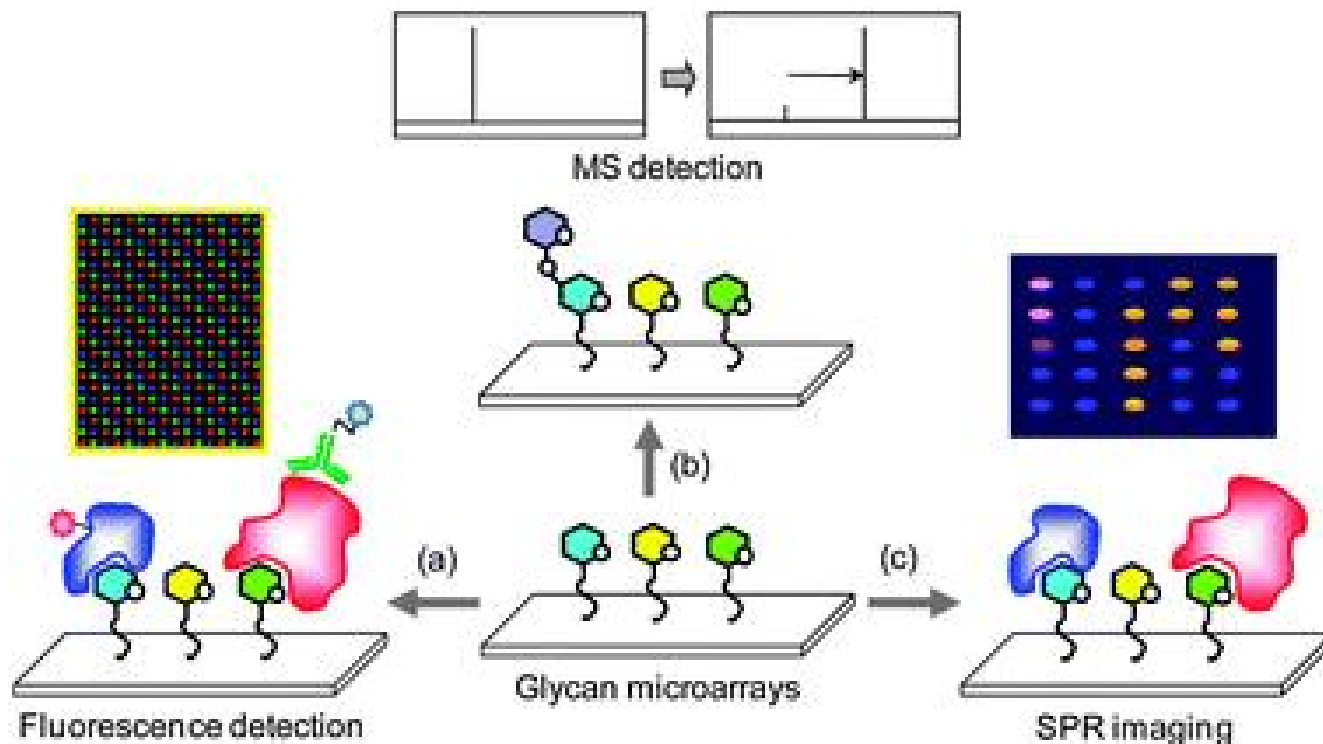 MS detection
(b)
(a)
(c)
Glycan microarrays
Fluorescence detection
SPR imaging